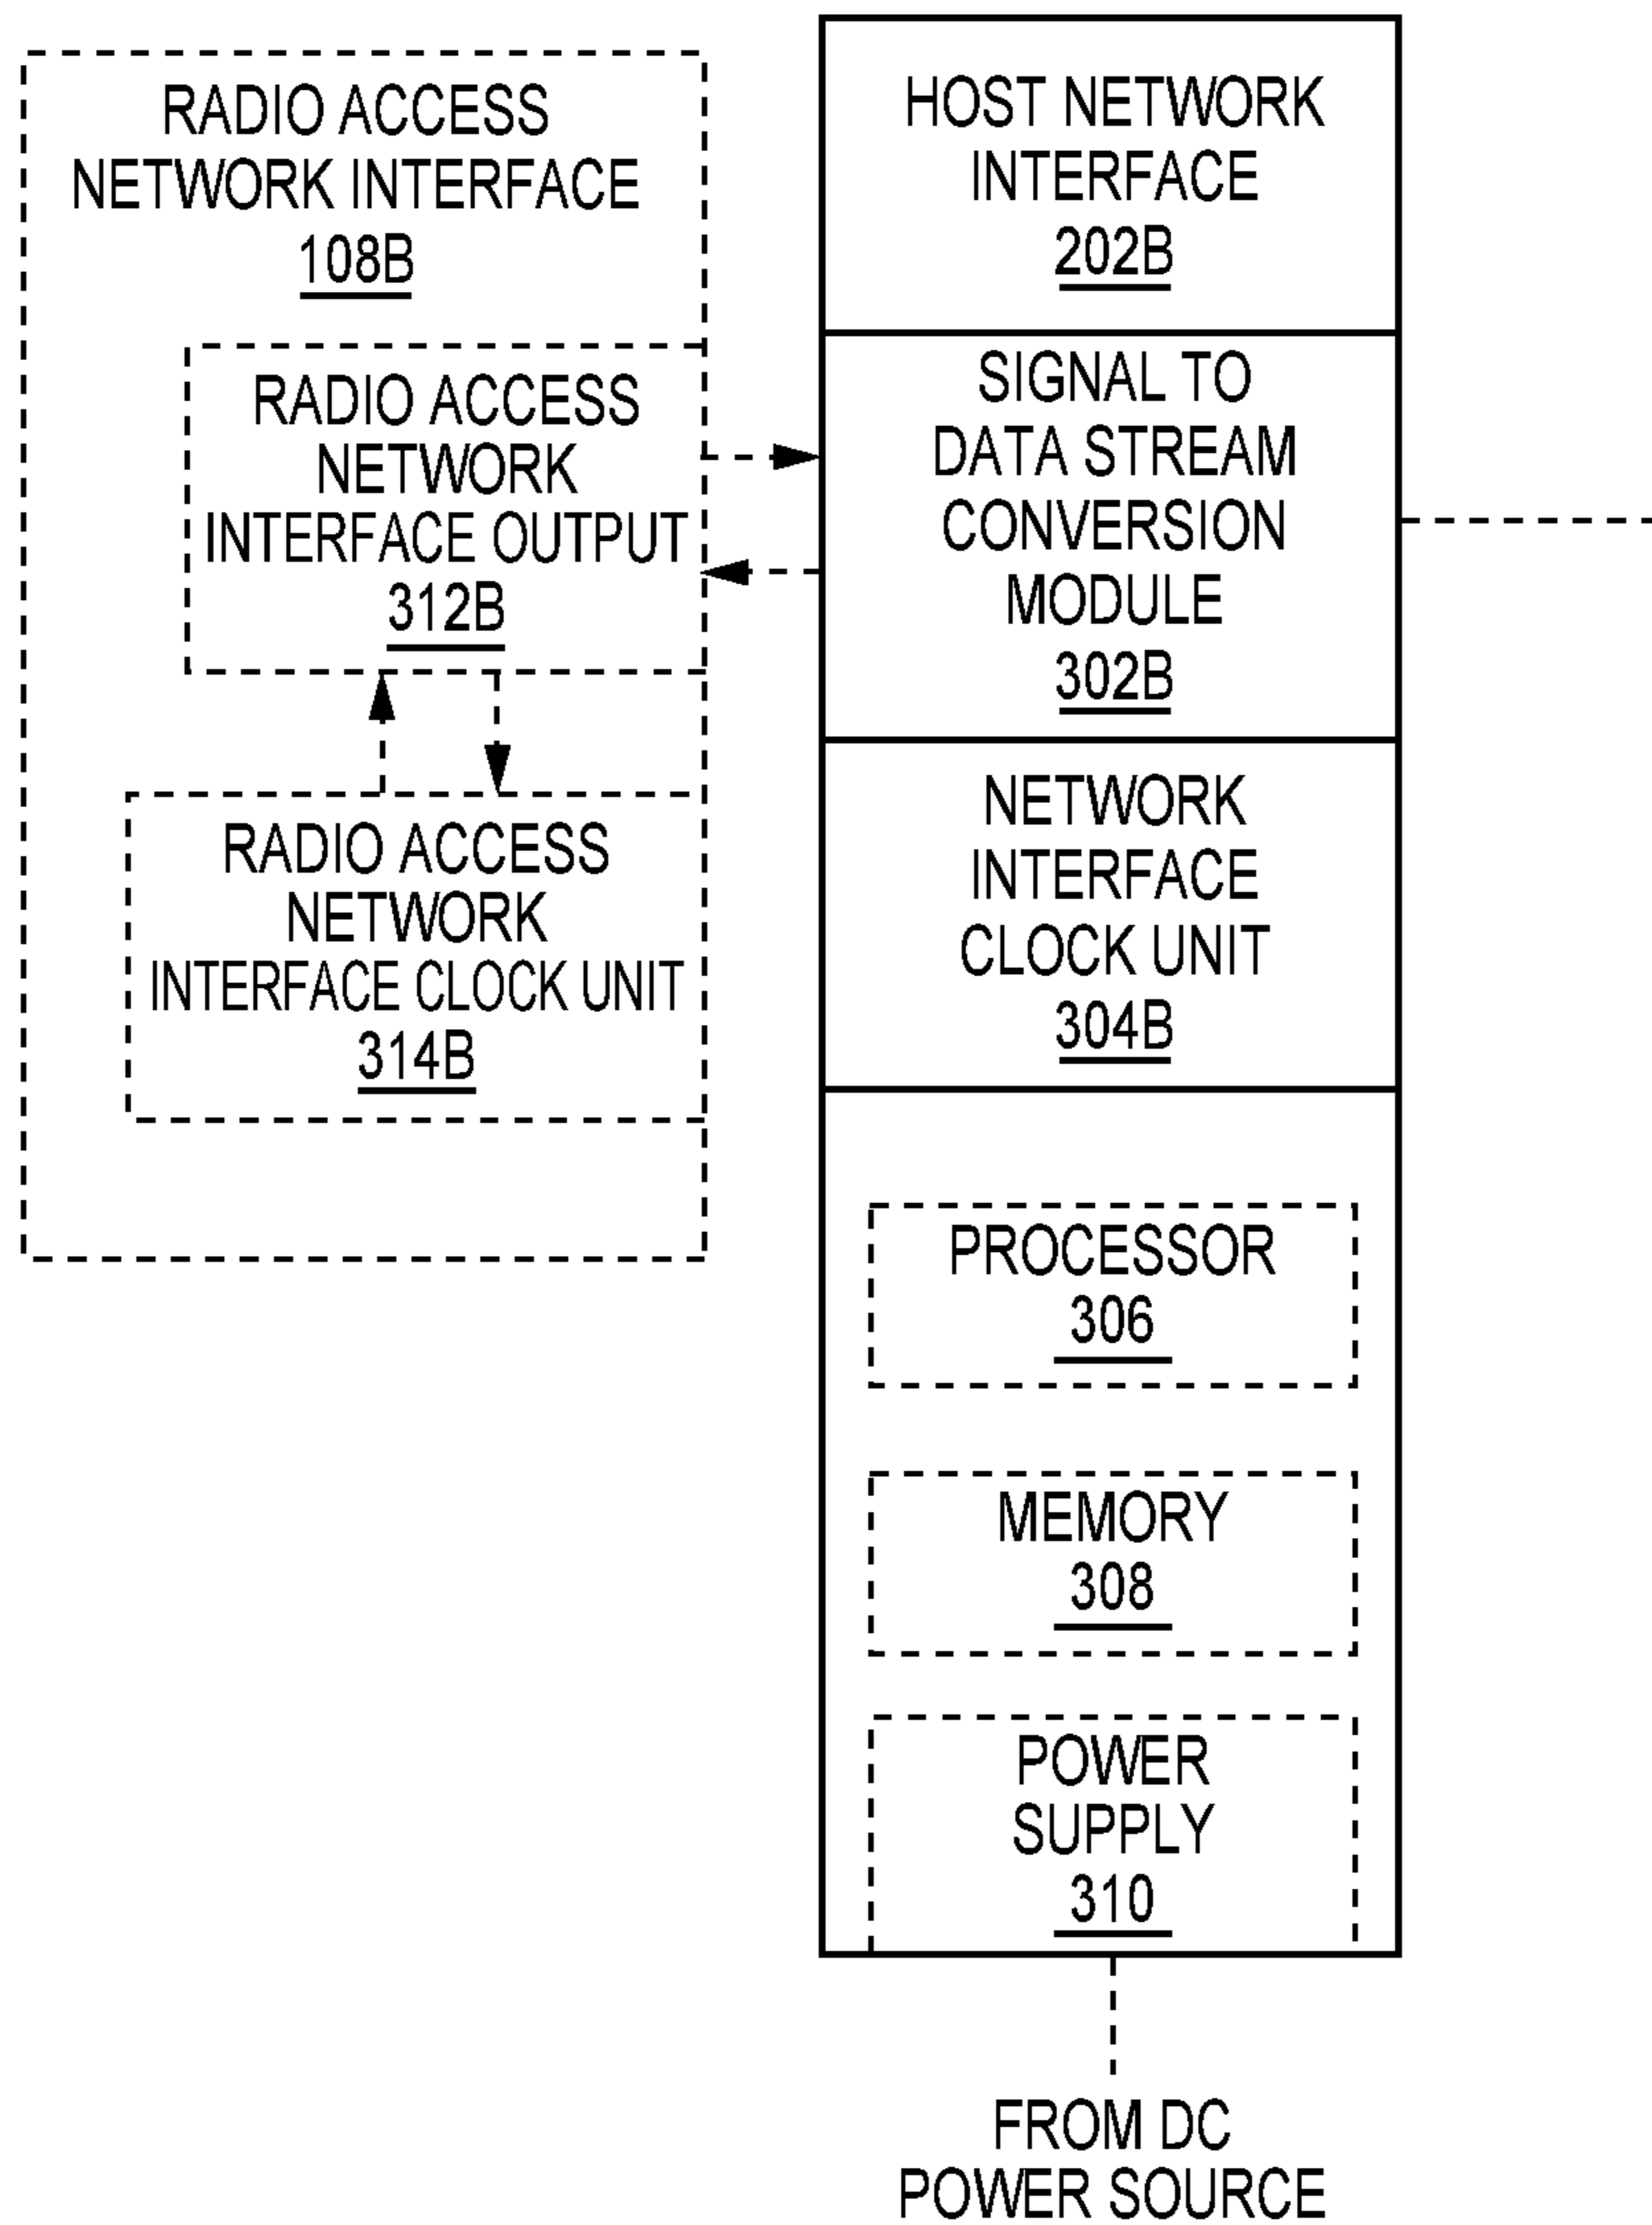 RADIO ACCESS
NETWORK INTERFACE
108B
RADIO ACCESS
NETWORK
INTERFACE OUTPUT
312B
RADIO ACCESS
NETWORK
INTERFACE CLOCK UNIT
314B
HOST NETWORK
INTERFACE
202B
SIGNAL TO
DATA STREAM
CONVERSION
MODULE
302B
NETWORK
INTERFACE
CLOCK UNIT
304B
PROCESSOR
306
MEMORY
308
POWER
SUPPLY
310
FROM DC
POWER SOURCE